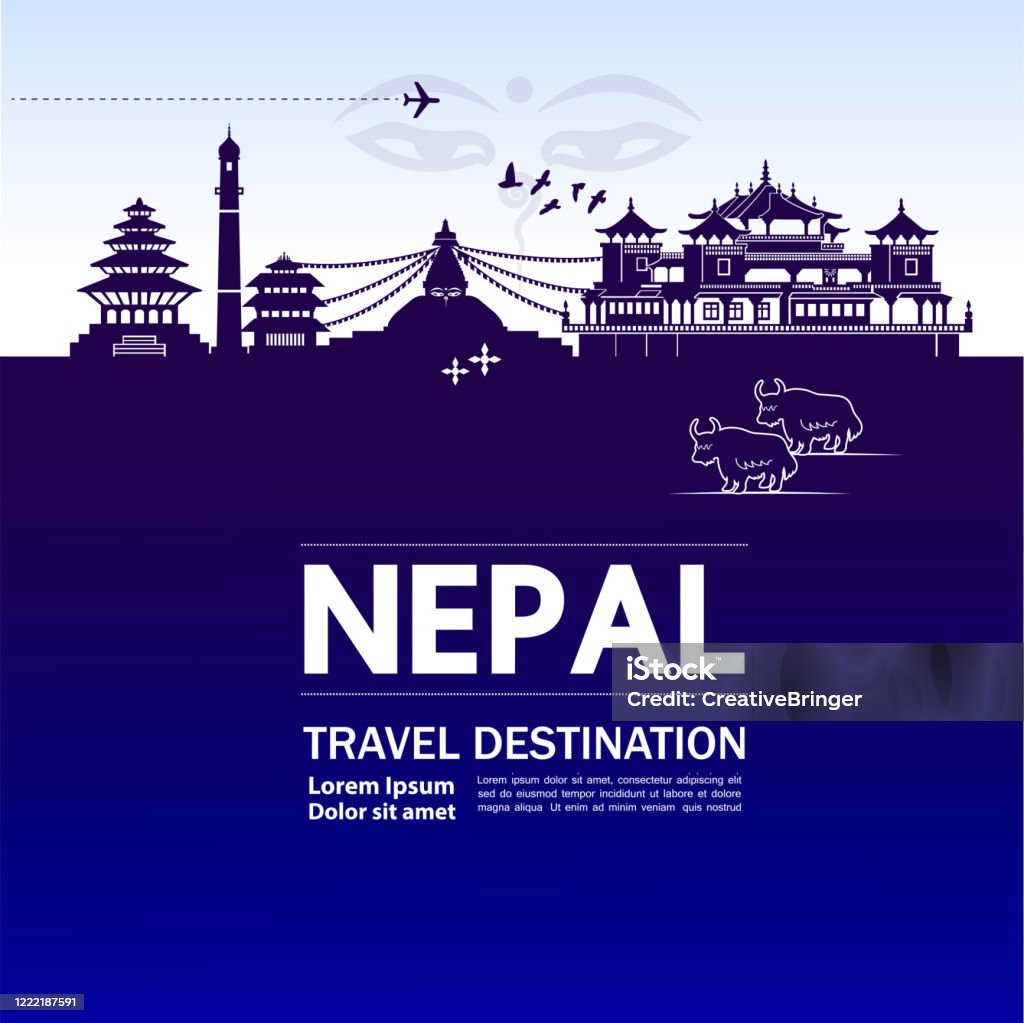 NEPAL
iStock™
Credit: CreativeBringer
TRAVEL DESTINATION
Lorem Ipsum
Dolor sit amet
Lorem ipsum dolor sit amet, consectetur adipiscing elit
sed do eiusmod tempor incididunt ut labore et dolore
magna aliqua Ut enim ad minim veniam quis nostrud
1222187591